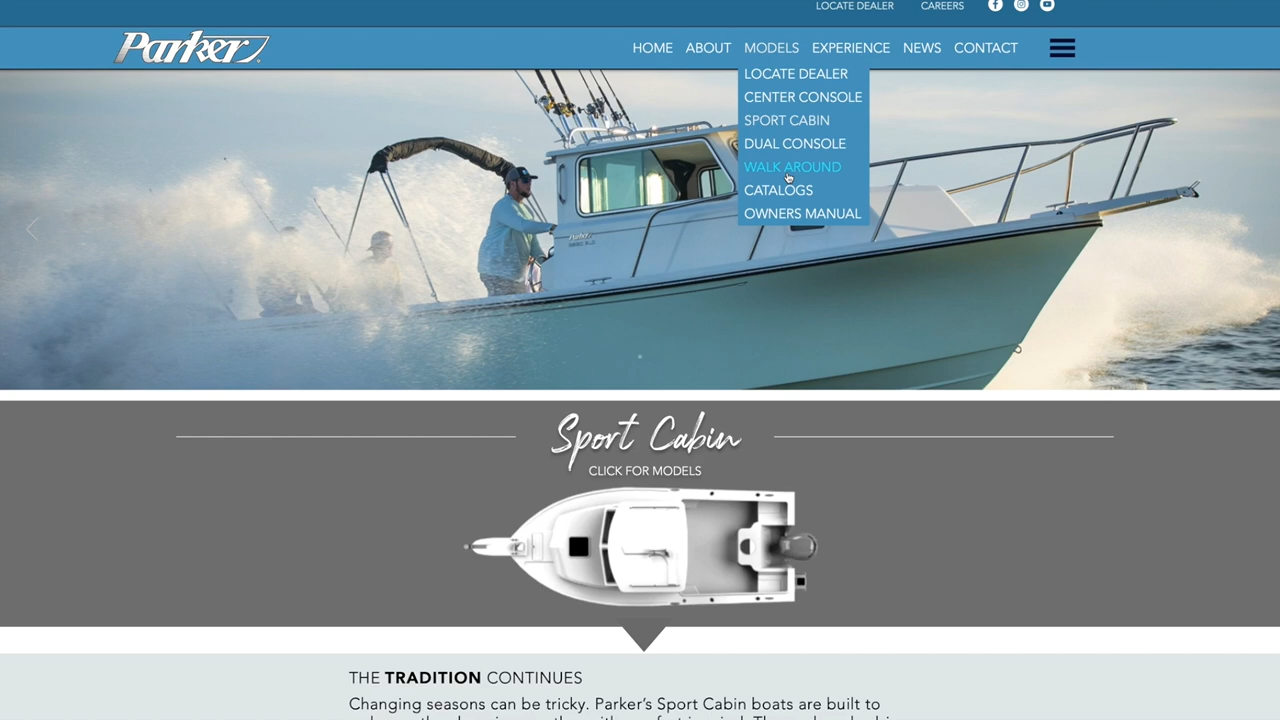 LOCATE DEALER CAREERS
Parker
HOME ABOUT MODELS EXPERIENCE NEWS CONTACT
LOCATE DEALER
CENTER CONSOLE
SPORT CABIN
DUAL CONSOLE
WALK AROUND
CATALOGS
OWNERS MANUAL
Parker
Sport Cabin
CLICK FOR MODELS
THE TRADITION CONTINUES
Changing seasons can be tricky. Parker's Sport Cabin boats are built to